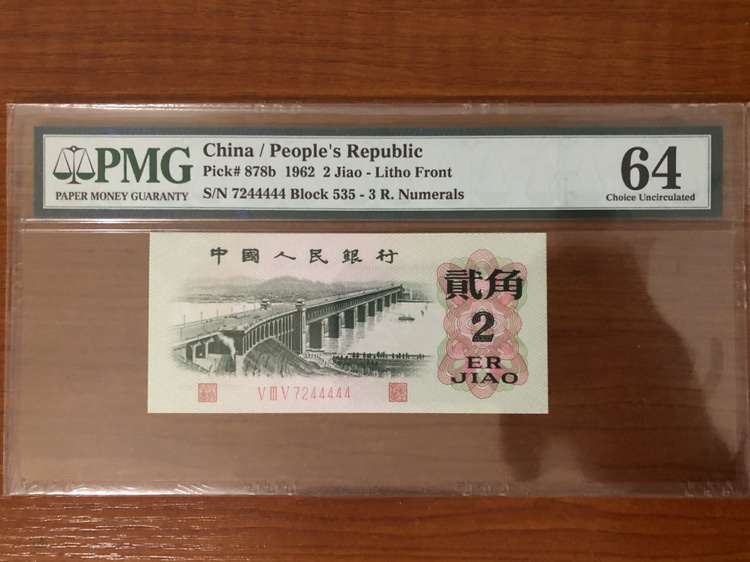 PMG
PAPER MONEY GUARANTY
China / People's Republic
Pick# 878b 1962 2 Jiao - Litho Front
S/N 7244444 Block 535 - 3 R. Numerals
64
Choice Uncirculated
中國人民銀行
貳角
2
ER
JIAO
V III V 7244444